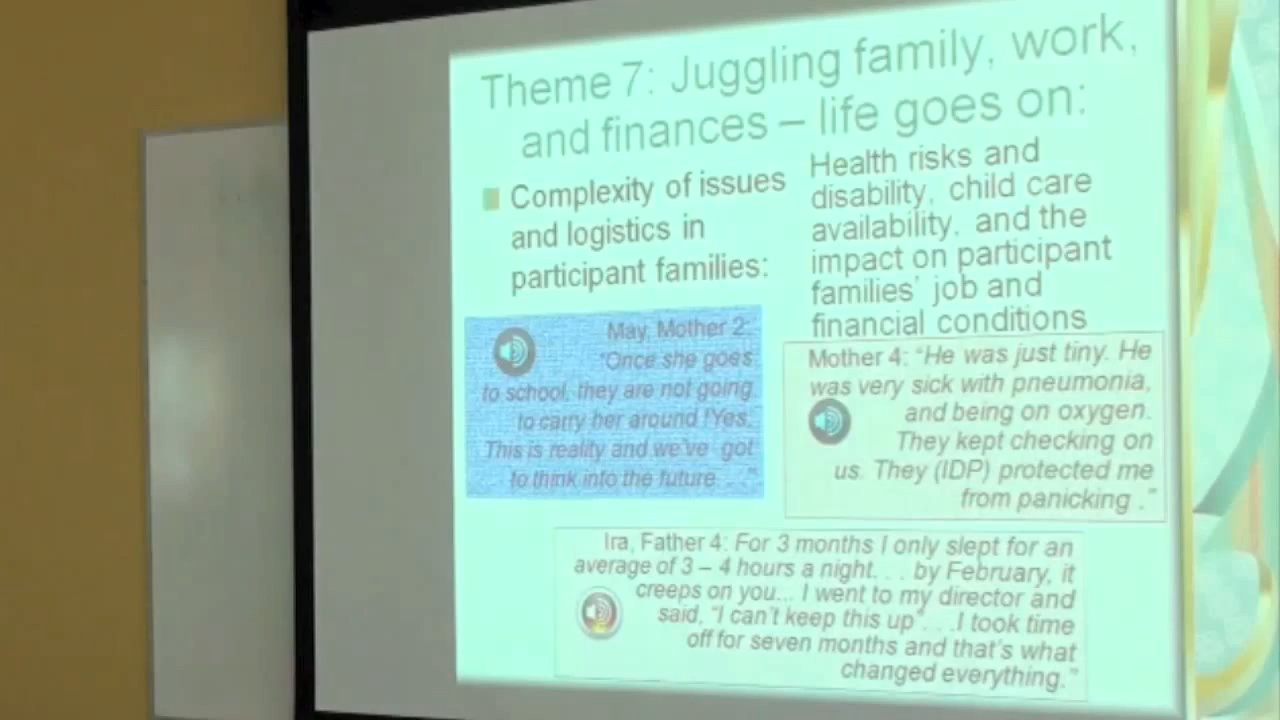 Theme 7: Juggling family, work,
and finances – life goes on:
Complexity of issues
and logistics in
participant families:
Health risks and
disability, child care
availability, and the
impact on participant
families' job and
financial conditions
May, Mother 2:
"Once she goes
to school, they are not going
to carry her around !Yes,
This is reality and we've got
to think into the future. . ."
Mother 4: "He was just tiny. He
was very sick with pneumonia,
and being on oxygen.
They kept checking on
us. They (IDP) protected me
from panicking ."
Ira, Father 4: For 3 months I only slept for an
average of 3 – 4 hours a night. . . by February, it
creeps on you... I went to my director and
said, "I can't keep this up". . .I took time
off for seven months and that's what
changed everything."